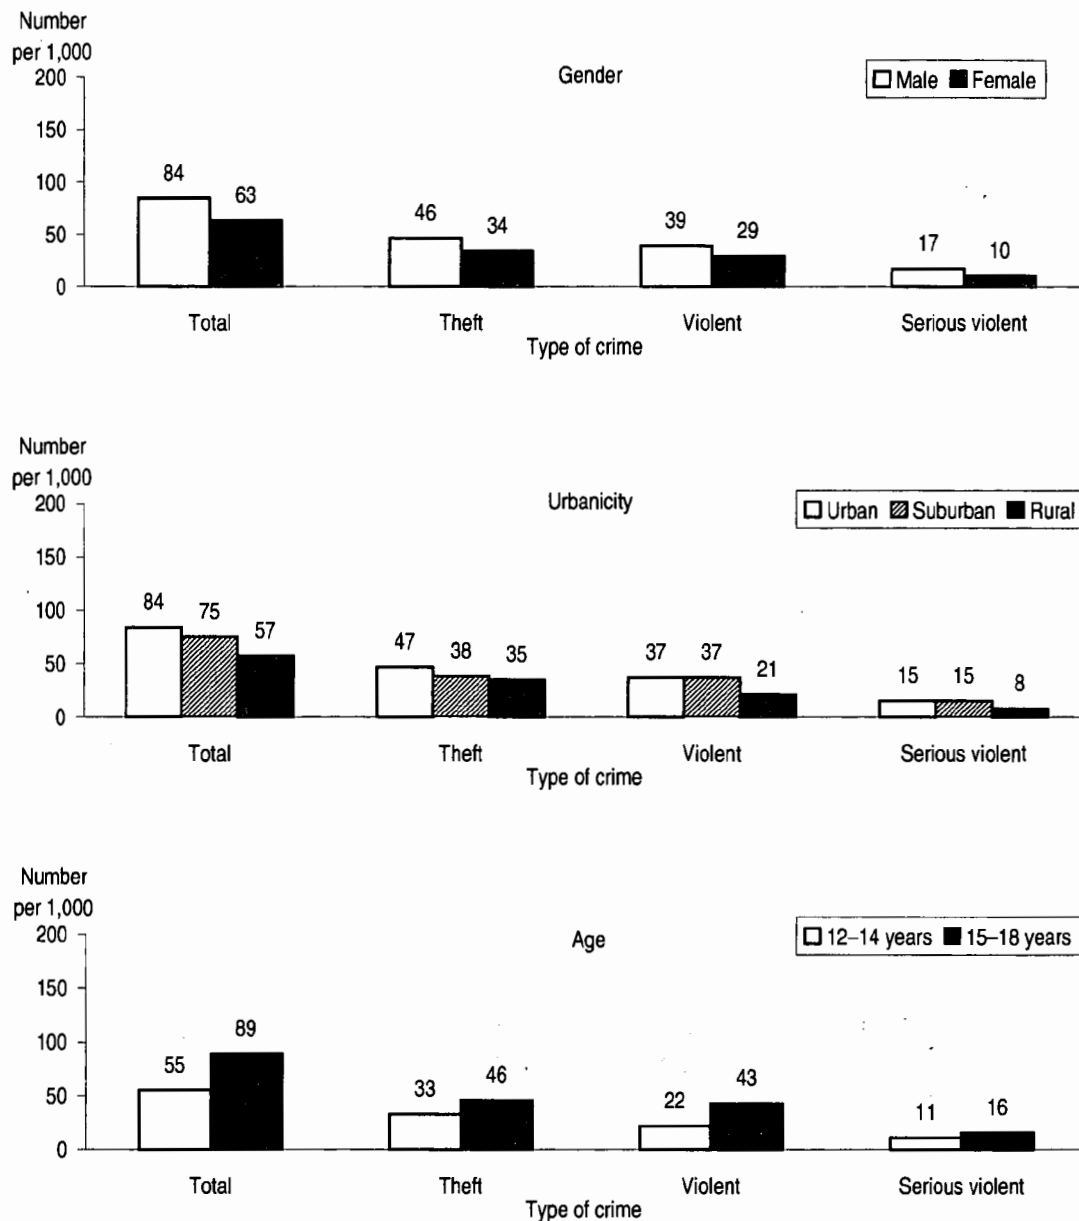 Number
per 1,000
Gender
Male Female
200
150
100
50
0
84 63 46 34 39 29 17 10
Total Theft Violent Serious violent
Type of crime
Number
per 1,000
Urbanicity
Urban Suburban Rural
200
150
100
50
0
84 75 57 47 38 35 37 37 21 15 15 8
Total Theft Violent Serious violent
Type of crime
Number
per 1,000
Age
12–14 years 15–18 years
200
150
100
50
0
55 89 33 46 22 43 11 16
Total Theft Violent Serious violent
Type of crime